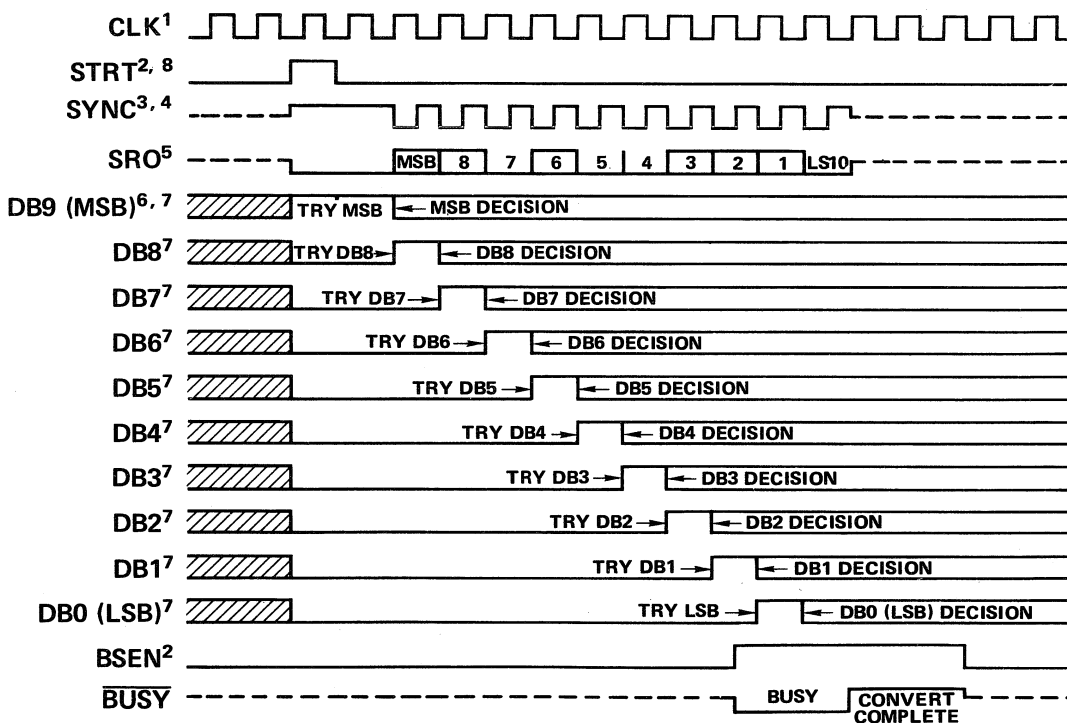 CLK¹
STRT²,⁸
SYNC³,⁴
SRO⁵ MSB 8 7 6 5 4 3 2 1 LS10
DB9 (MSB)⁶,⁷ TRY MSB ← MSB DECISION
DB8⁷ TRY DB8→ ← DB8 DECISION
DB7⁷ TRY DB7→ ← DB7 DECISION
DB6⁷ TRY DB6→ ← DB6 DECISION
DB5⁷ TRY DB5→ ← DB5 DECISION
DB4⁷ TRY DB4→ ← DB4 DECISION
DB3⁷ TRY DB3→ ← DB3 DECISION
DB2⁷ TRY DB2→ ← DB2 DECISION
DB1⁷ TRY DB1→ ← DB1 DECISION
DB0 (LSB)⁷ TRY LSB→ ← DB0 (LSB) DECISION
BSEN²
BUSY BUSY CONVERT
COMPLETE